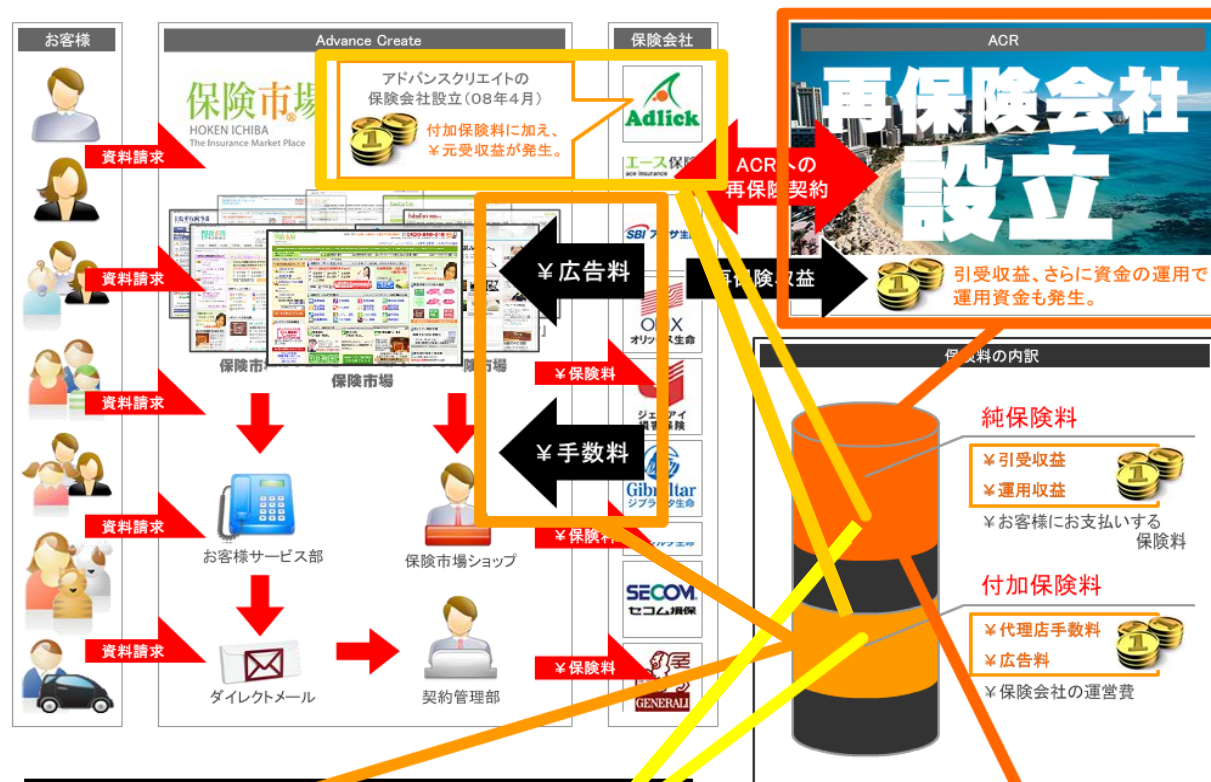 お客様
資料請求
資料請求
資料請求
資料請求
資料請求
Advance Create
保険市場
HOKEN ICHIBA
The Insurance Market Place
アドバンスクリエイトの
保険会社設立(08年4月)
付加保険料に加え、
¥元受収益が発生。
保険市場
お客様サービス部
保険市場ショップ
ダイレクトメール
契約管理部
¥広告料
¥手数料
¥保険料
¥保険料
¥保険料
保険会社
Adlick
エース保険
ace insurance
SBI
オリックス生命
Gibraltar
ジブラルタ生命
SECOM
セコム損保
GENERALI
ACRへの
再保険契約
再保険収益
ACR
再保険会社
設立
引受収益、さらに資金の運用で
運用資金も発生。
保険料の内訳
純保険料
¥引受収益
¥運用収益
¥お客様にお支払いする
保険料
付加保険料
¥代理店手数料
¥広告料
¥保険会社の運営費